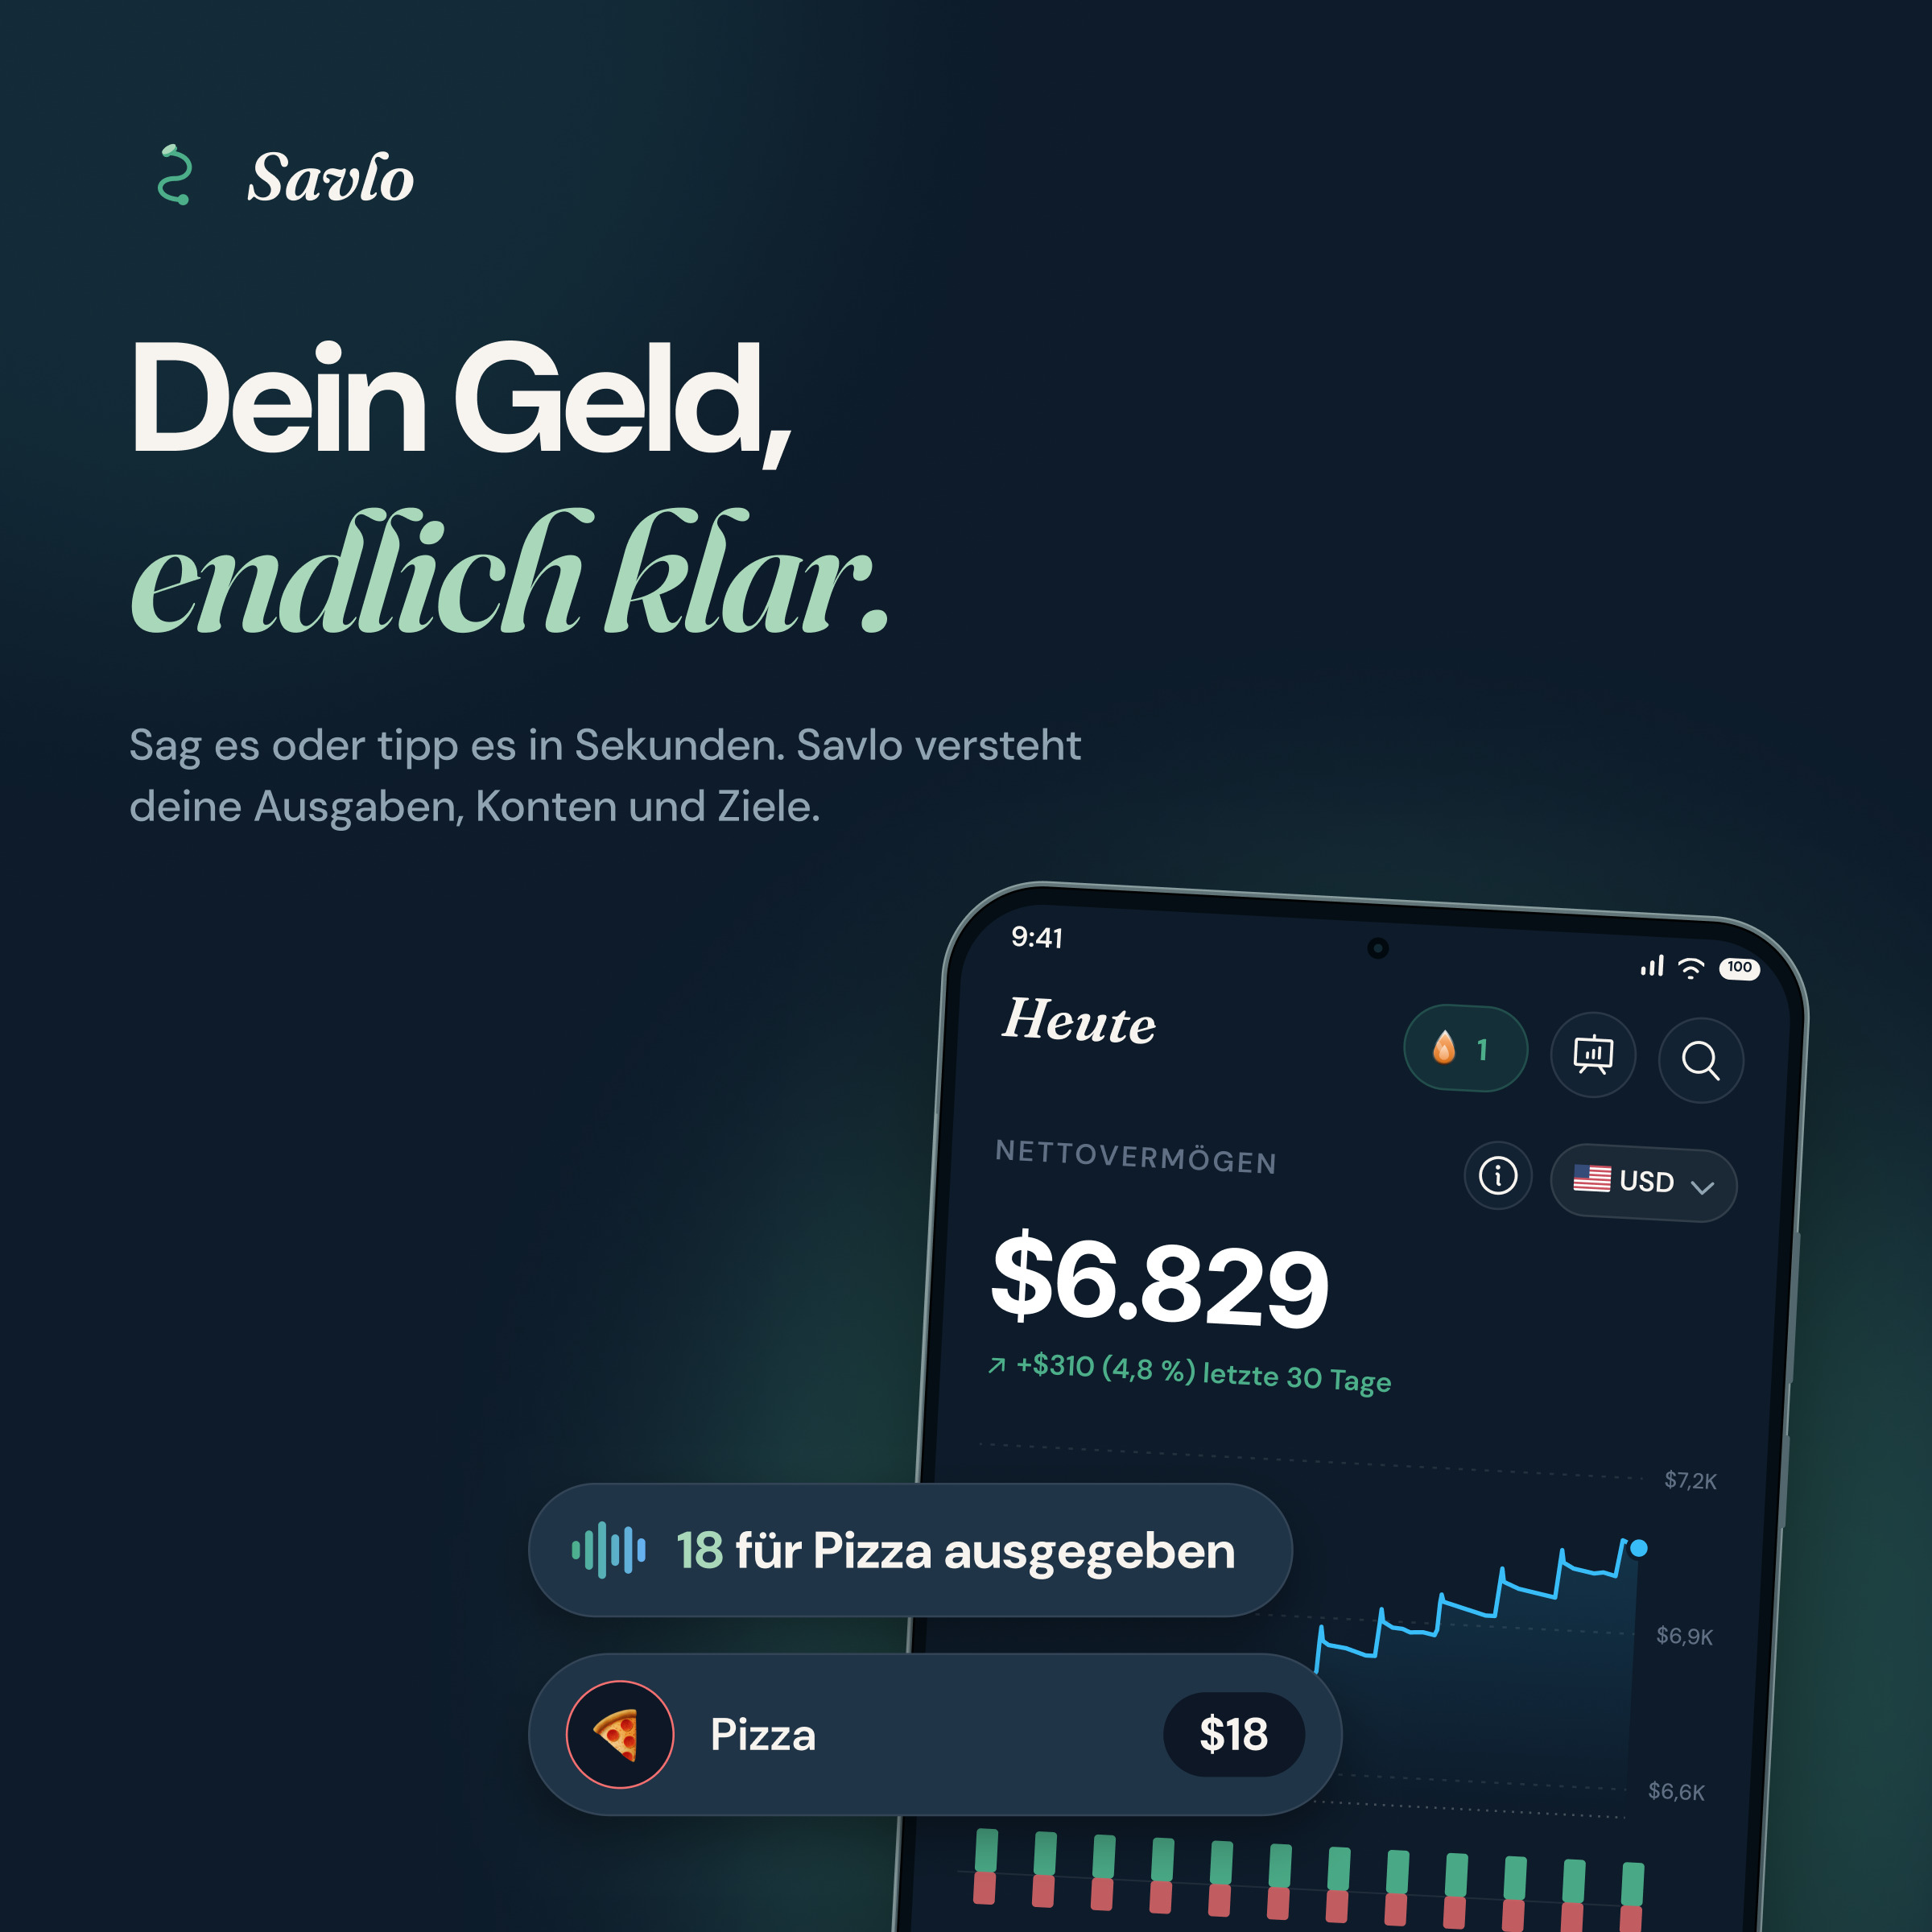 Savlo
Dein Geld,
endlich klar.
Sag es oder tipp es in Sekunden. Savlo versteht
deine Ausgaben, Konten und Ziele.
9:41
100
Heute
1
NETTOVERMÖGEN
USD
$6.829
+$310 (4,8 %) letzte 30 Tage
$7,2K
18 für Pizza ausgegeben
$6,9K
Pizza
$18
$6,6K